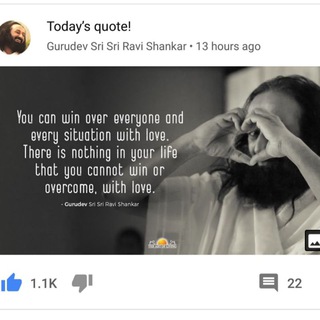 Today's quote!
Gurudev Sri Sri Ravi Shankar • 13 hours ago
You can win over everyone and
every situation with love.
There is nothing in your life
that you cannot win or
overcome, with love.
- Gurudev Sri Sri Ravi Shankar
1.1K
22